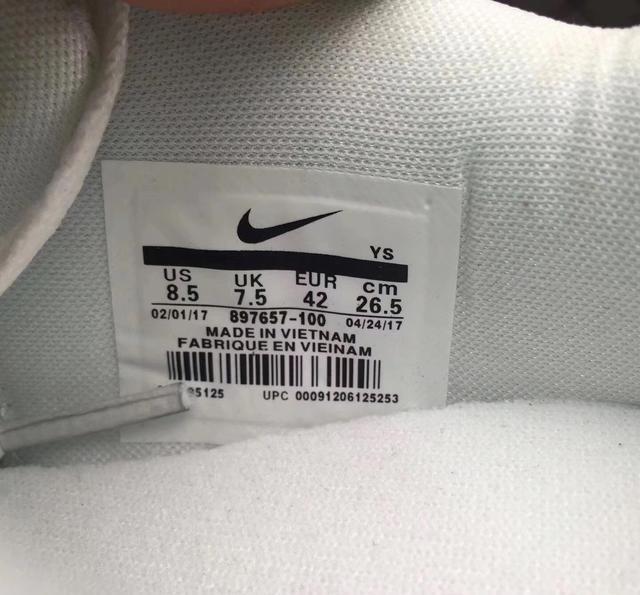 YS
US UK EUR cm
8.5 7.5 42 26.5
02/01/17 897657-100 04/24/17
MADE IN VIETNAM
FABRIQUE EN VIEINAM
95125 UPC 00091206125253